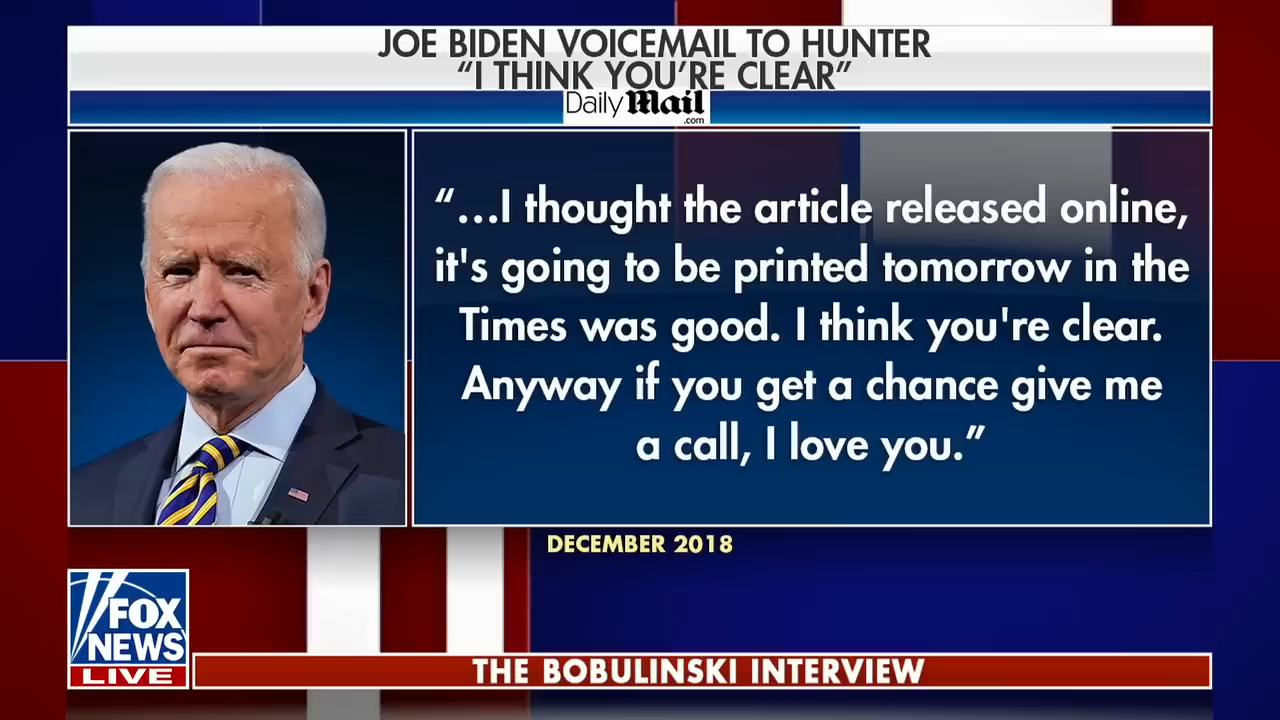 JOE BIDEN VOICEMAIL TO HUNTER
“I THINK YOU’RE CLEAR”
Daily Mail
.com
“...I thought the article released online,
it's going to be printed tomorrow in the
Times was good. I think you're clear.
Anyway if you get a chance give me
a call, I love you.”
DECEMBER 2018
FOX
NEWS
LIVE
THE BOBULINSKI INTERVIEW